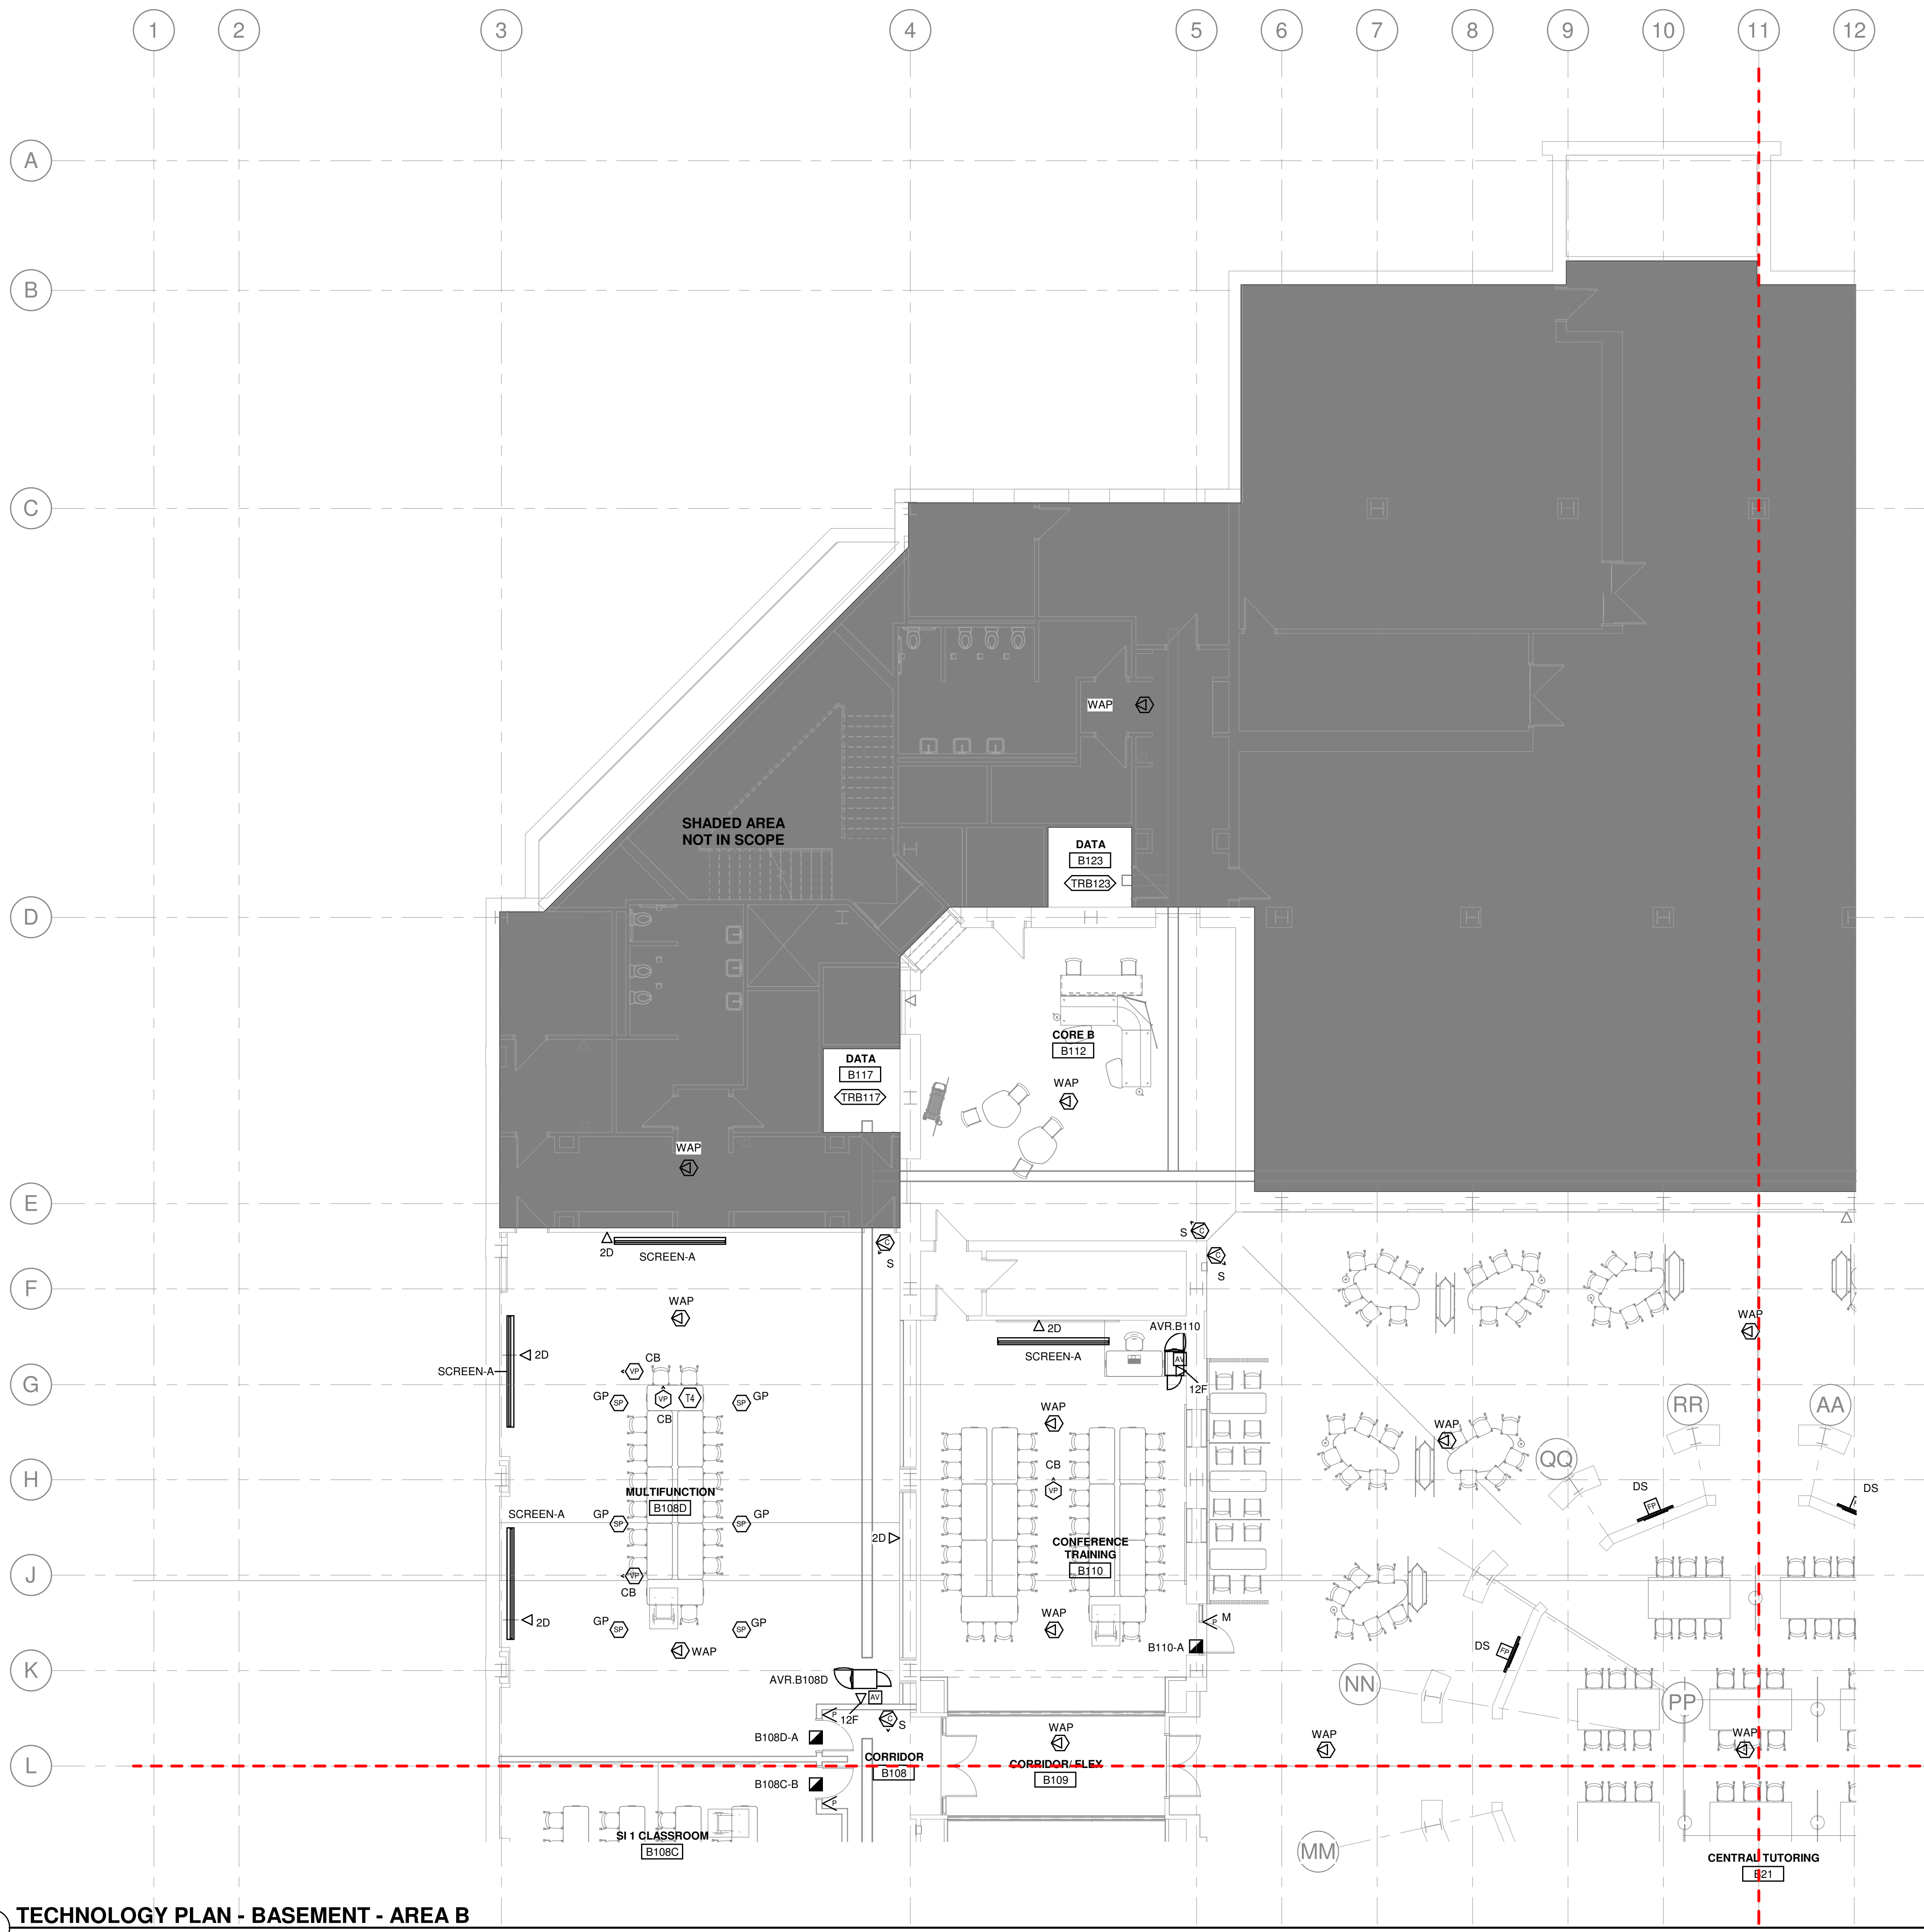 1 2 3 4 5 6 7 8 9 10 11 12
A
B
C
WAP
SHADED AREA
NOT IN SCOPE
DATA
B123
TRB123
D
CORE B
B112
DATA
B117
TRB117
WAP
WAP
E
2D
SCREEN-A
C
S
S
C
C
S
F
WAP
WAP
2D
SCREEN-A
AVR.B110
AV
12F
2D
SCREEN-A
CB
VP
G
GP
SP
VP
T4
CB
SP
GP
WAP
WAP
RR
AA
QQ
H
CB
VP
DS
FP
DS
MULTIFUNCTION
B108D
SCREEN-A
GP
SP
SP
GP
2D
CONFERENCE
TRAINING
B110
J
VP
CB
2D
GP
SP
SP
GP
WAP
WAP
P
M
B110-A
DS
FP
K
AVR.B108D
AV
12F
P
C
S
NN
PP
B108D-A
WAP
WAP
WAP
L
CORRIDOR
B108
CORRIDOR/ FLEX
B109
B108C-B
P
SI 1 CLASSROOM
B108C
MM
CENTRAL TUTORING
B21
TECHNOLOGY PLAN - BASEMENT - AREA B